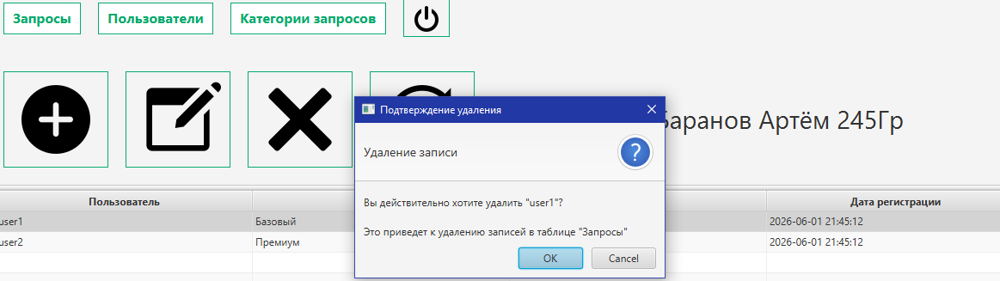 Запросы Пользователи Категории запросов
Подтверждение удаления
Баранов Артём 245Гр
Удаление записи
?
Пользователь Дата регистрации
Вы действительно хотите удалить "user1"?
user1 Базовый 2026-06-01 21:45:12
Это приведет к удалению записей в таблице "Запросы"
user2 Премиум 2026-06-01 21:45:12
OK Cancel